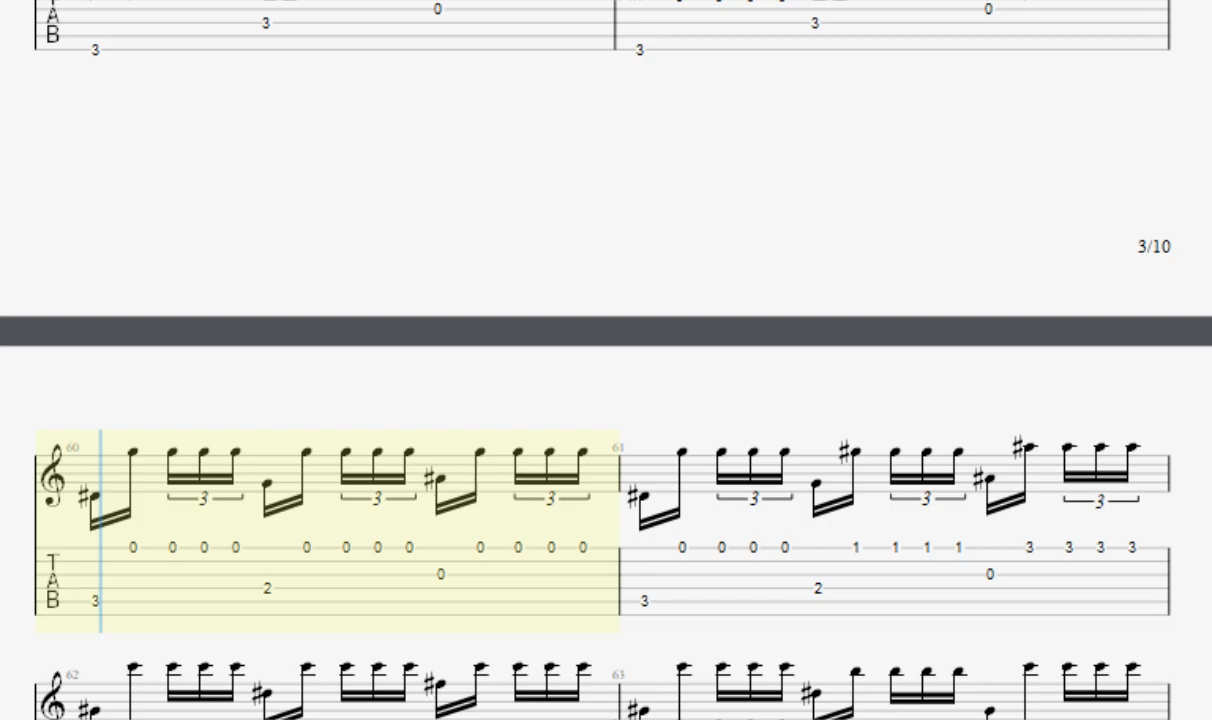 A 0 0
B 3 3
3 3
3/10
60 61
3 3 3 3 3 3
T 0 0 0 0 0 0 0 0 0 0 0 0 0 0 0 0 1 1 1 1 3 3 3 3
A 0 0
2 2
B 3 3
62 63